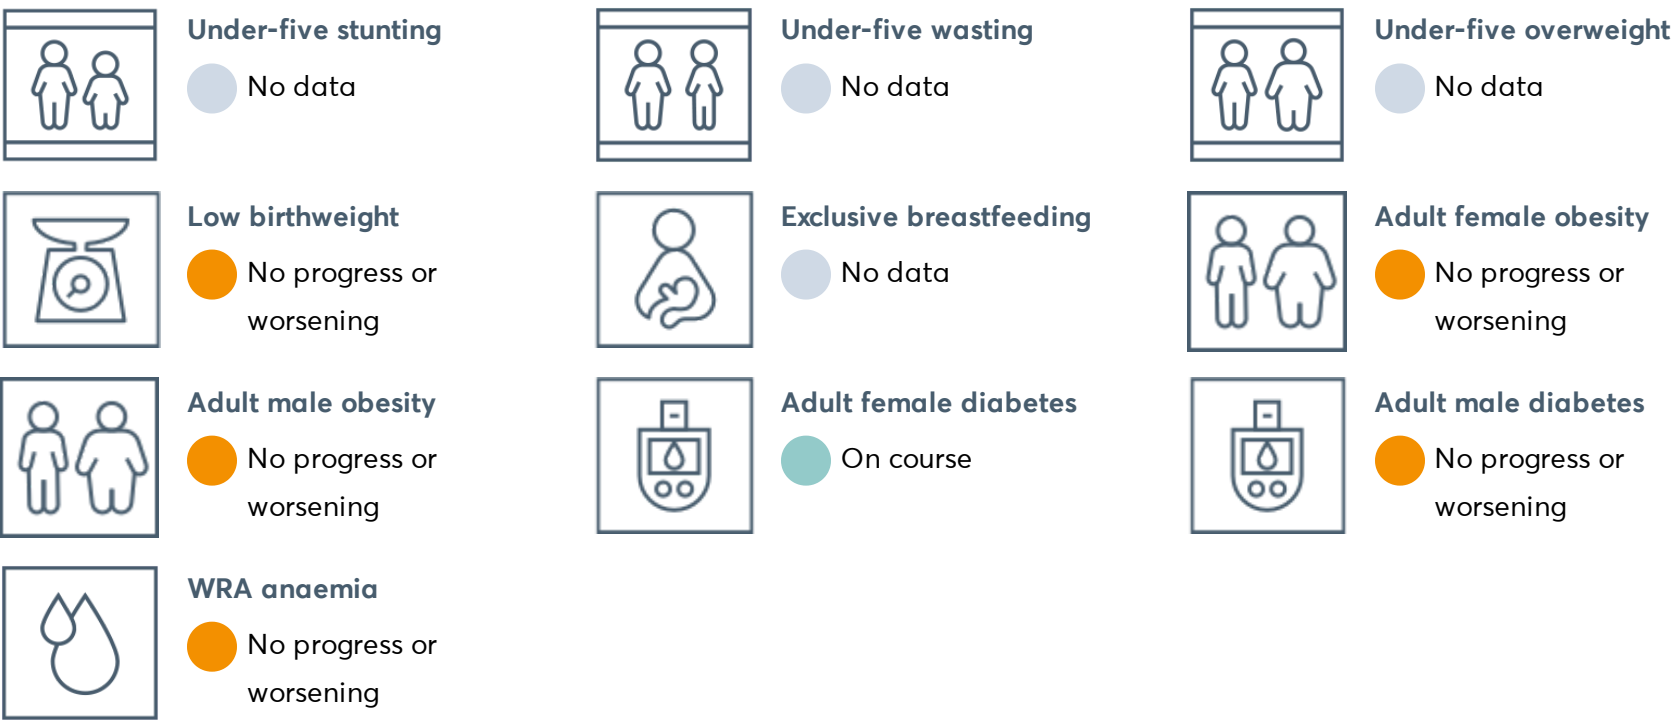 Under-five stunting
No data
Under-five wasting
No data
Under-five overweight
No data
Low birthweight
No progress or
worsening
Exclusive breastfeeding
No data
Adult female obesity
No progress or
worsening
Adult male obesity
No progress or
worsening
Adult female diabetes
On course
Adult male diabetes
No progress or
worsening
WRA anaemia
No progress or
worsening